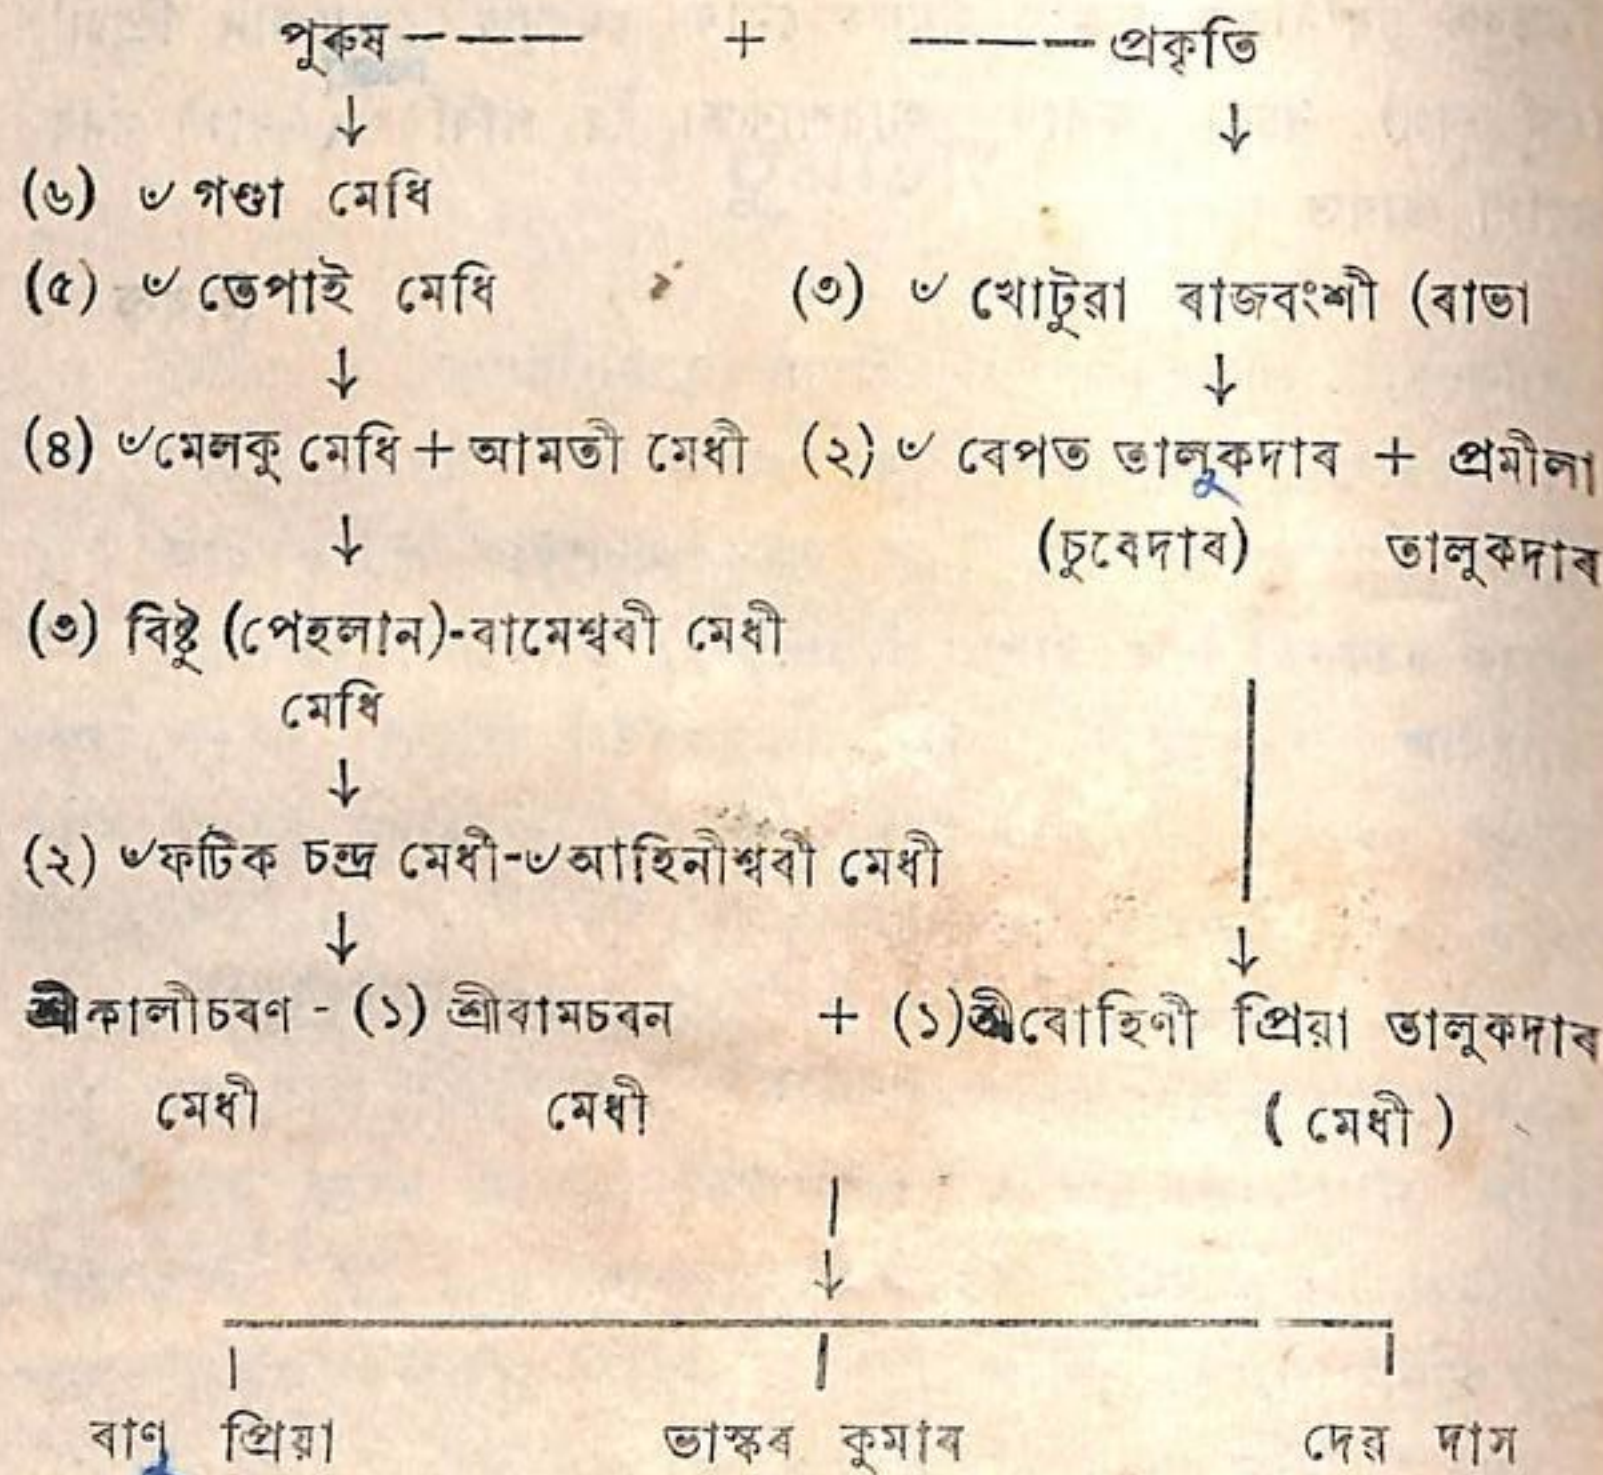 পুৰুষ ———— + ———— প্ৰকৃতি
↓ ↓
(৬) ৺ গণ্ডা মেধি
(৫) ৺ ভেপাই মেধি (৩) ৺ খোটুৱা ৰাজবংশী (ৰাভা
↓ ↓
(৪) ৺মেলকু মেধি + আমতী মেধী (২) ৺ ৰেপত তালুকদাৰ + প্ৰমীলা
↓ (চুবেদাৰ) তালুকদাৰ
(৩) বিষ্টু (পেহলান)-ৰামেশ্বৰী মেধী
মেধি
↓
(২) ৺ফটিক চন্দ্ৰ মেধী-৺আহিনীশ্বৰী মেধী
↓ ↓
শ্ৰীকালীচৰণ - (১) শ্ৰীৰামচৰন + (১)শ্ৰীৰোহিণী প্ৰিয়া তালুকদাৰ
মেধী মেধী ( মেধী )
↓
ৰাণু প্ৰিয়া ভাস্কৰ কুমাৰ দেৱ দাস